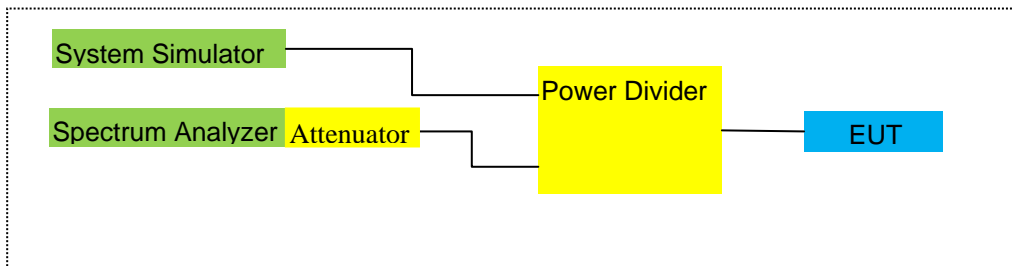 System Simulator
Power Divider
Spectrum Analyzer Attenuator
EUT